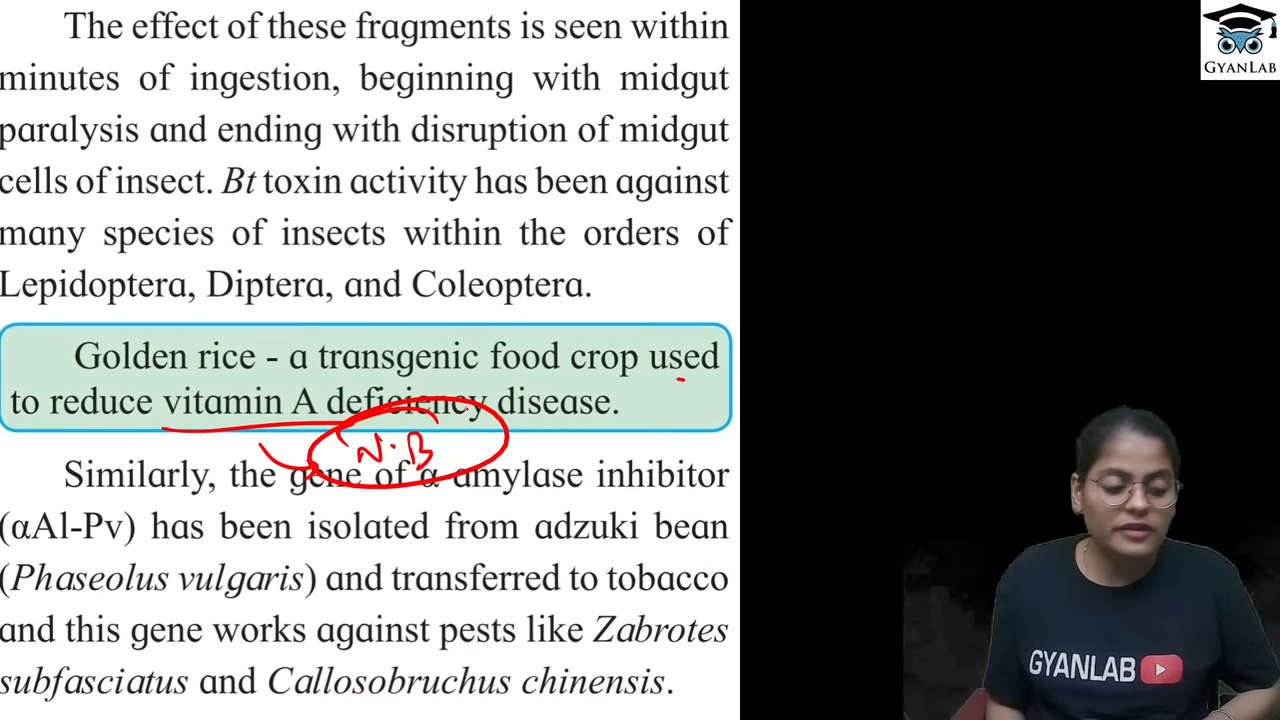 The effect of these fragments is seen within
minutes of ingestion, beginning with midgut
paralysis and ending with disruption of midgut
cells of insect. Bt toxin activity has been against
many species of insects within the orders of
Lepidoptera, Diptera, and Coleoptera.
Golden rice - a transgenic food crop used
to reduce vitamin A deficiency disease.
N.B
Similarly, the gene of α amylase inhibitor
(αAl-Pv) has been isolated from adzuki bean
(Phaseolus vulgaris) and transferred to tobacco
and this gene works against pests like Zabrotes
subfasciatus and Callosobruchus chinensis.
GYANLAB
GYANLAB